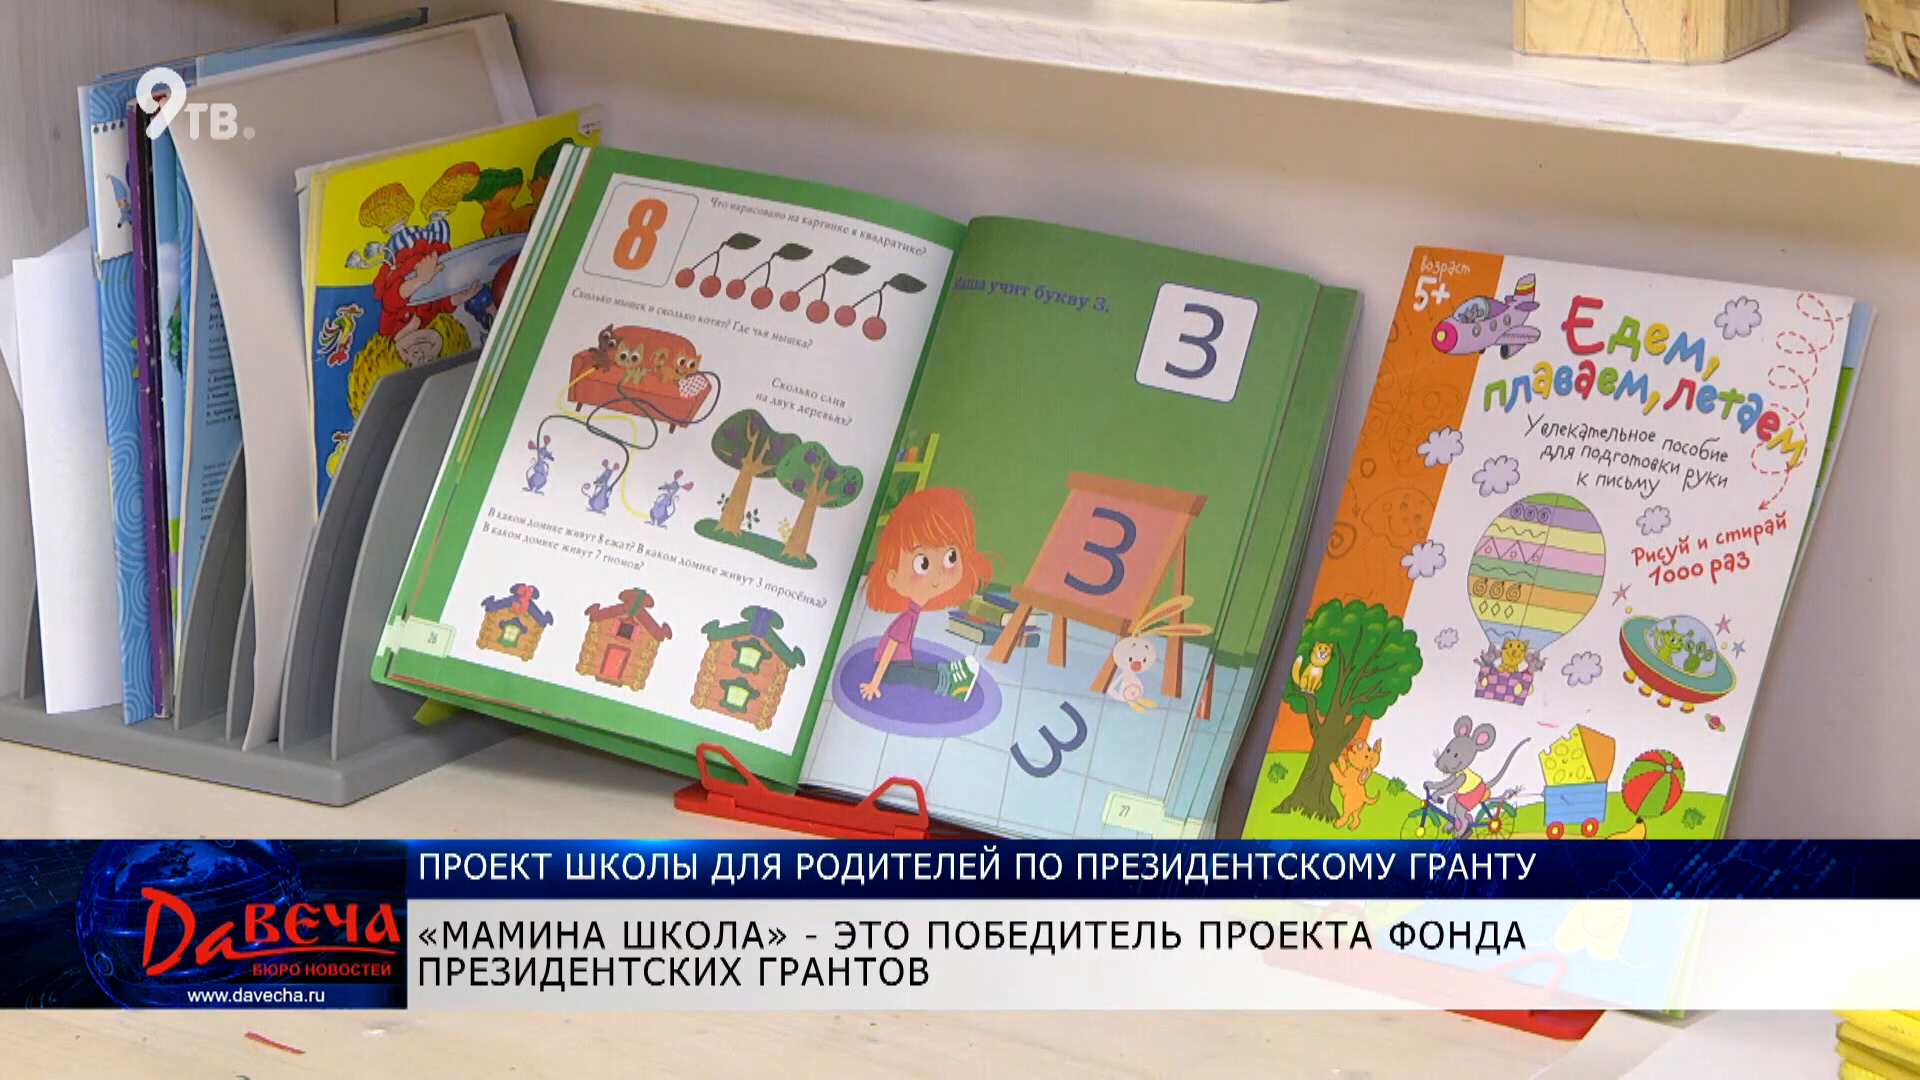 9ТВ.
8
Что нарисовано на картинке в квадратике?
Сколько мышек и сколько котят? Где чья мышка?
Сколько слив
на двух деревьях?
В каком домике живут 8 ежат? В каком домике живут 3 поросёнка?
В каком домике живут 7 гномов?
26
учит букву З.
З
З
З
27
Возраст
5+
Едем,
плаваем, летаем
Увлекательное пособие
для подготовки руки
к письму
Рисуй и стирай
1000 раз
ПРОЕКТ ШКОЛЫ ДЛЯ РОДИТЕЛЕЙ ПО ПРЕЗИДЕНТСКОМУ ГРАНТУ
ДаВЕЧА
БЮРО НОВОСТЕЙ
www.davecha.ru
«МАМИНА ШКОЛА» - ЭТО ПОБЕДИТЕЛЬ ПРОЕКТА ФОНДА
ПРЕЗИДЕНТСКИХ ГРАНТОВ